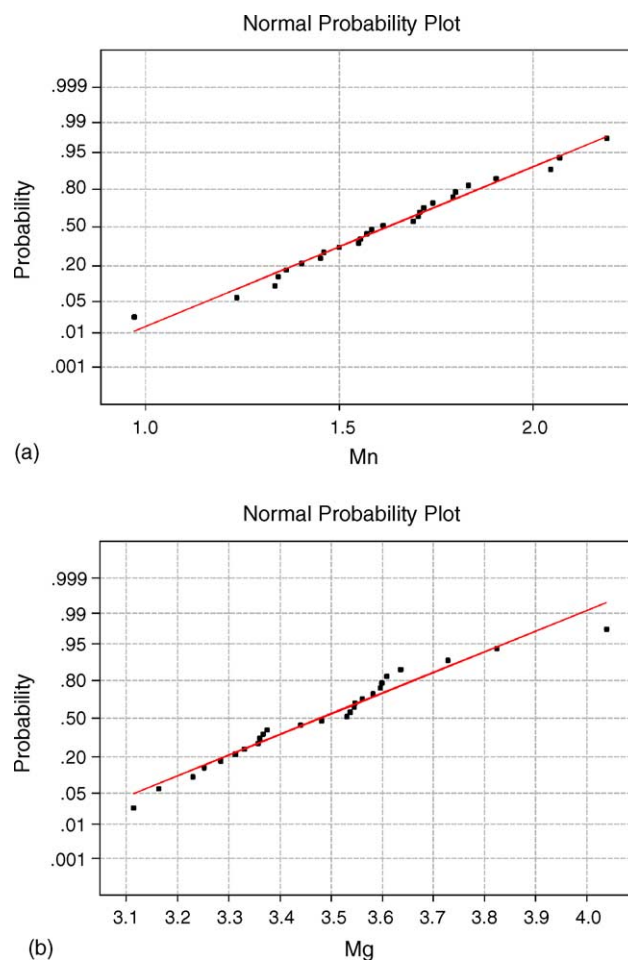 Normal Probability Plot
.999
.99
.95
.80
.50
.20
.05
.01
.001
Probability
1.0 1.5 2.0
Mn
(a)
Normal Probability Plot
.999
.99
.95
.80
.50
.20
.05
.01
.001
Probability
3.1 3.2 3.3 3.4 3.5 3.6 3.7 3.8 3.9 4.0
Mg
(b)